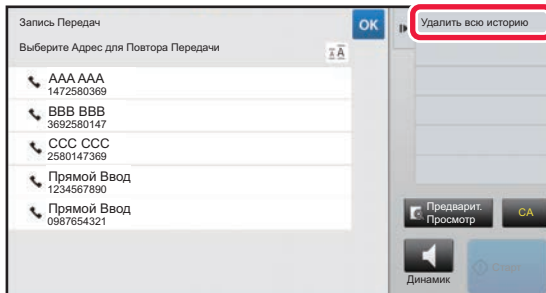 Запись Передач
OK
Удалить всю историю
Выберите Адрес для Повтора Передачи
AAA AAA
1472580369
BBB BBB
3692580147
CCC CCC
2580147369
Прямой Ввод
1234567890
Прямой Ввод
0987654321
Предварит.
Просмотр
CA
Динамик